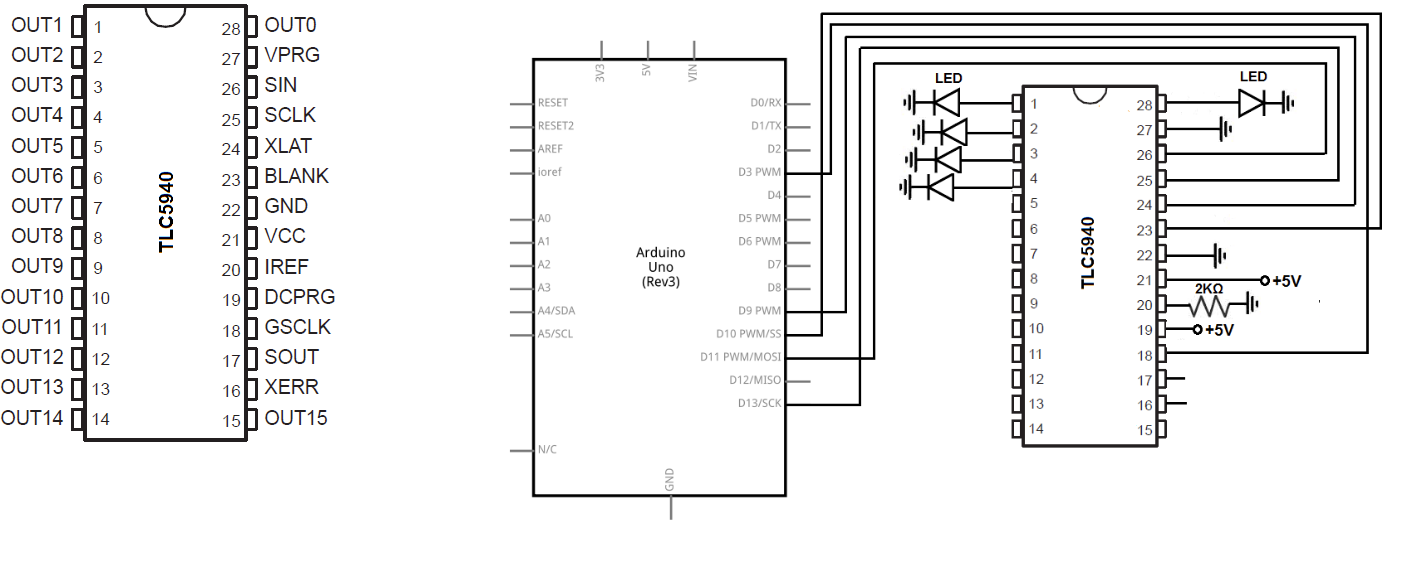 OUT1 1 28 OUT0
OUT2 2 27 VPRG
OUT3 3 26 SIN
OUT4 4 25 SCLK
OUT5 5 24 XLAT
OUT6 6 23 BLANK
OUT7 7 22 GND
OUT8 8 21 VCC
OUT9 9 20 IREF
OUT10 10 19 DCPRG
OUT11 11 18 GSCLK
OUT12 12 17 SOUT
OUT13 13 16 XERR
OUT14 14 15 OUT15
TLC5940
3V3 5V VIN
RESET D0/RX
RESET2 D1/TX
AREF D2
ioref D3 PWM
D4
A0 D5 PWM
A1 D6 PWM
A2 D7
A3 D8
A4/SDA D9 PWM
A5/SCL D10 PWM/SS
D11 PWM/MOSI
D12/MISO
D13/SCK
N/C
GND
Arduino
Uno
(Rev3)
LED LED
1 28
2 27
3 26
4 25
5 24
6 23
7 22
8 21 +5V
2KΩ
9 20
10 19 +5V
11 18
12 17
13 16
14 15
TLC5940